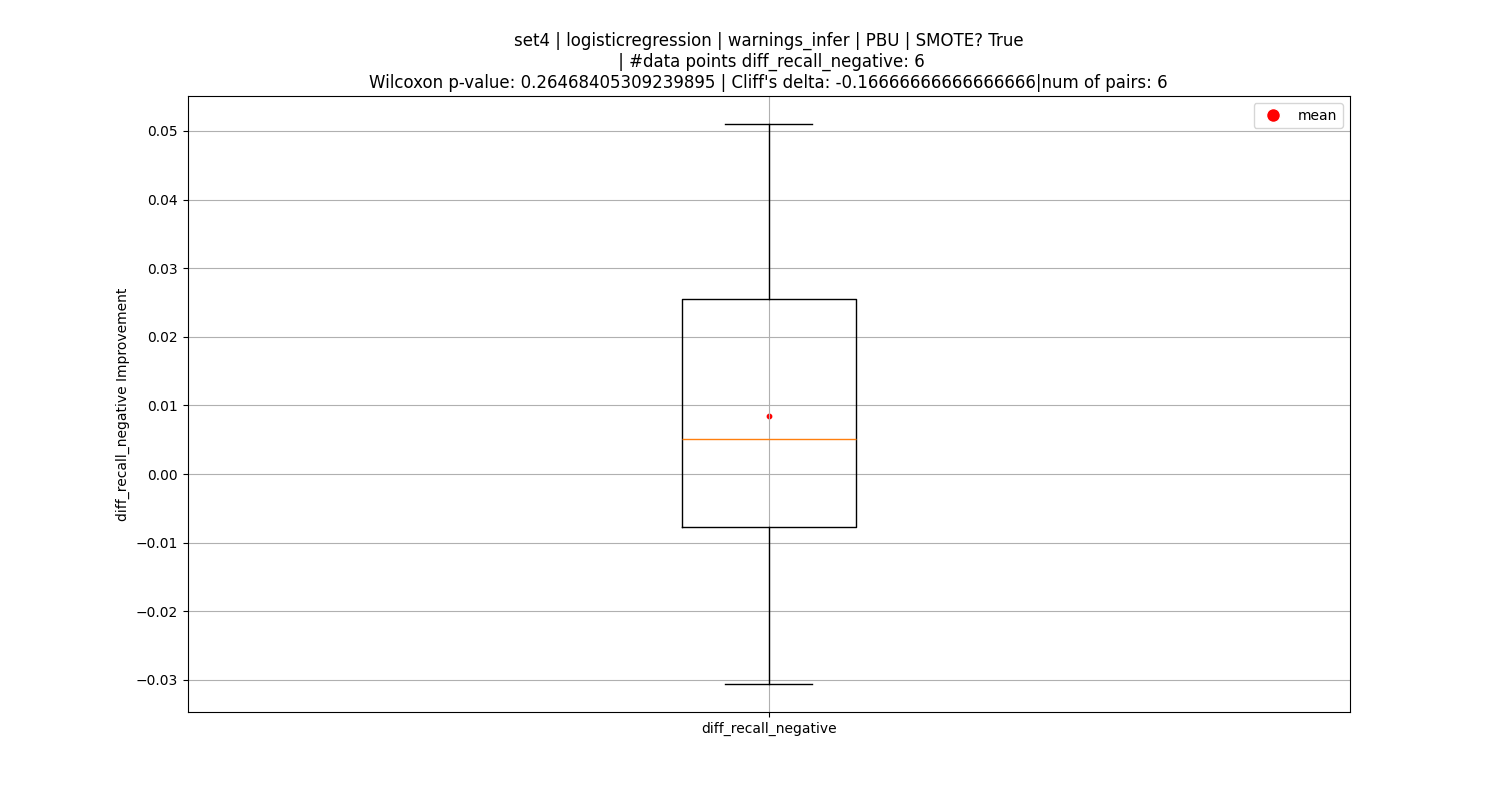 set4 | logisticregression | warnings_infer | PBU | SMOTE? True
| #data points diff_recall_negative: 6
Wilcoxon p-value: 0.26468405309239895 | Cliff's delta: -0.16666666666666666|num of pairs: 6
mean
0.05
0.04
0.03
0.02
0.01
0.00
−0.01
−0.02
−0.03
diff_recall_negative Improvement
diff_recall_negative